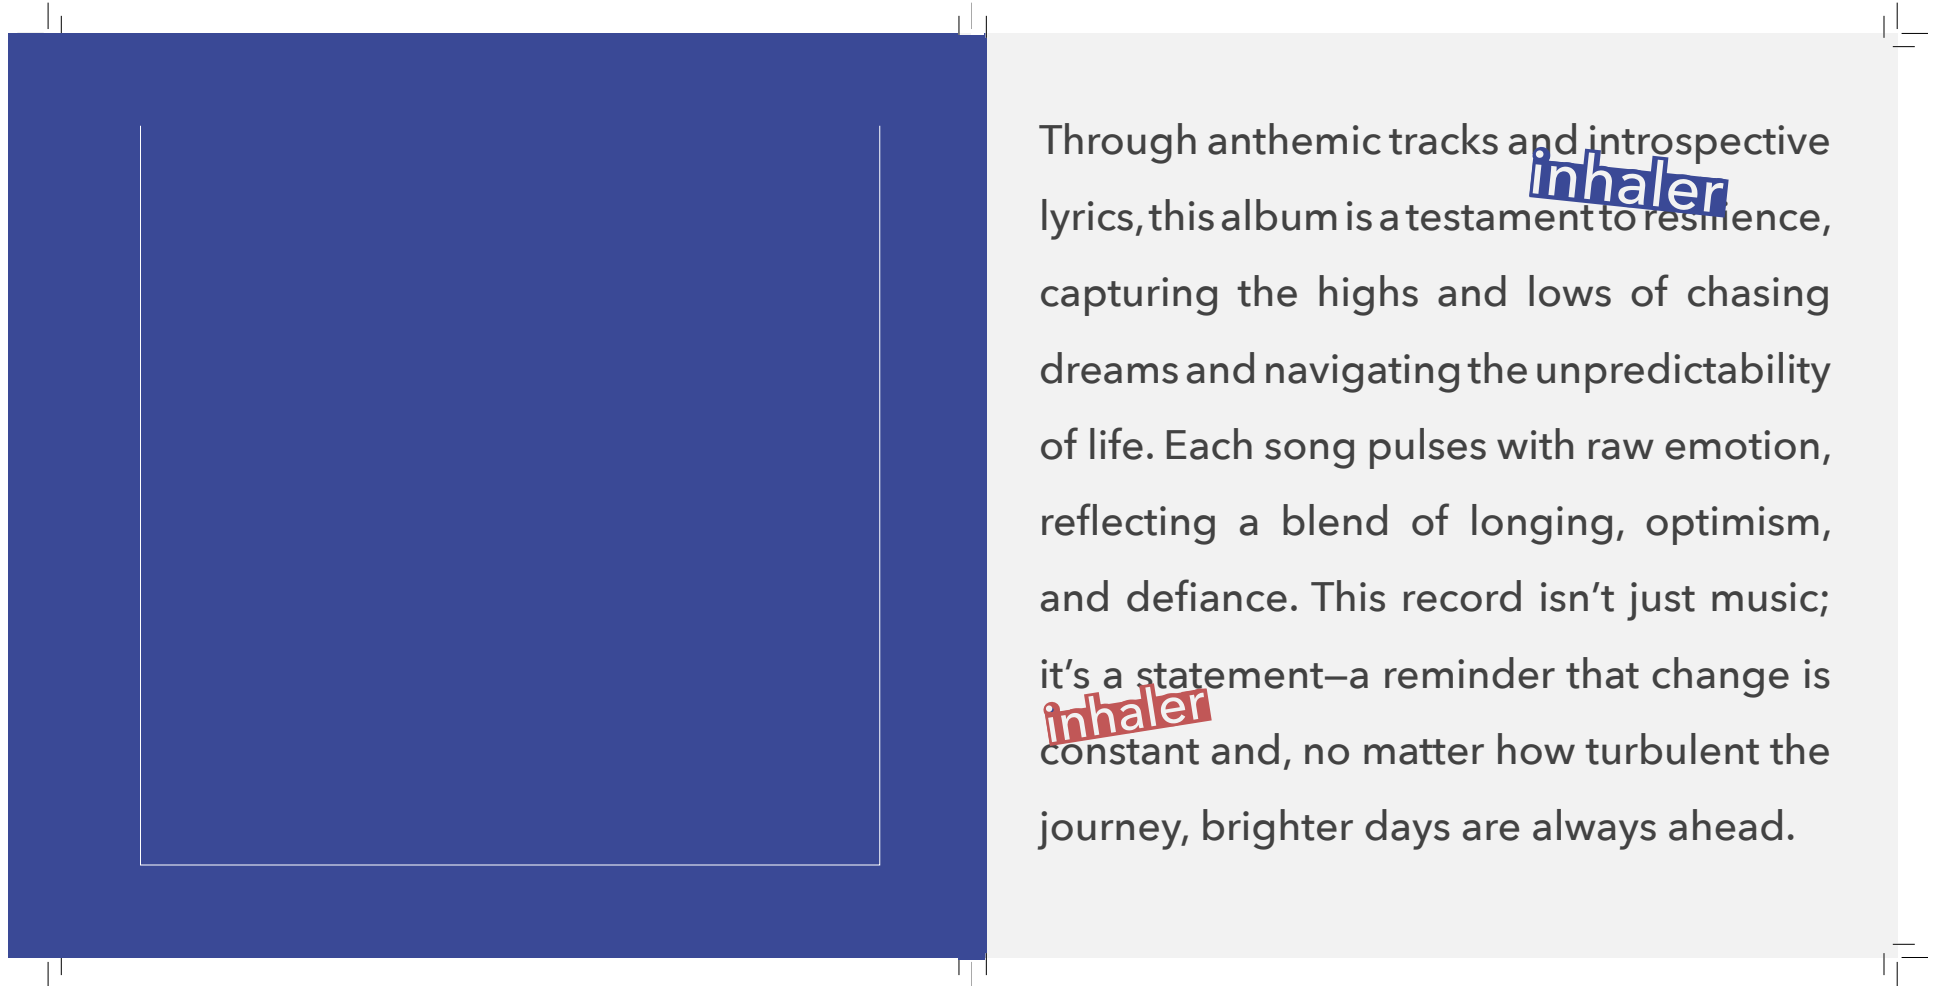 Through anthemic tracks and introspective
inhaler
lyrics, this album is a testament to resilience,
capturing the highs and lows of chasing
dreams and navigating the unpredictability
of life. Each song pulses with raw emotion,
reflecting a blend of longing, optimism,
and defiance. This record isn’t just music;
it’s a statement—a reminder that change is
inhaler
constant and, no matter how turbulent the
journey, brighter days are always ahead.